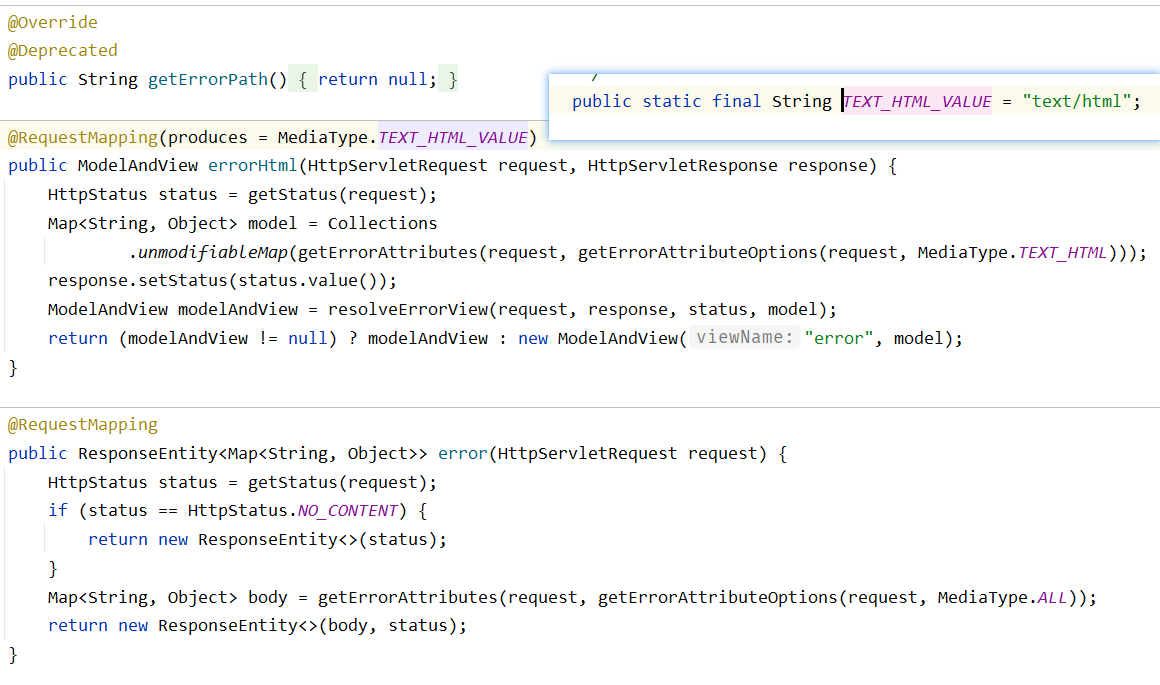 @Override
@Deprecated
public String getErrorPath() { return null; }
/
public static final String TEXT_HTML_VALUE = "text/html";
@RequestMapping(produces = MediaType.TEXT_HTML_VALUE)
public ModelAndView errorHtml(HttpServletRequest request, HttpServletResponse response) {
HttpStatus status = getStatus(request);
Map<String, Object> model = Collections
.unmodifiableMap(getErrorAttributes(request, getErrorAttributeOptions(request, MediaType.TEXT_HTML)));
response.setStatus(status.value());
ModelAndView modelAndView = resolveErrorView(request, response, status, model);
return (modelAndView != null) ? modelAndView : new ModelAndView( viewName: "error", model);
}
@RequestMapping
public ResponseEntity<Map<String, Object>> error(HttpServletRequest request) {
HttpStatus status = getStatus(request);
if (status == HttpStatus.NO_CONTENT) {
return new ResponseEntity<>(status);
}
Map<String, Object> body = getErrorAttributes(request, getErrorAttributeOptions(request, MediaType.ALL));
return new ResponseEntity<>(body, status);
}